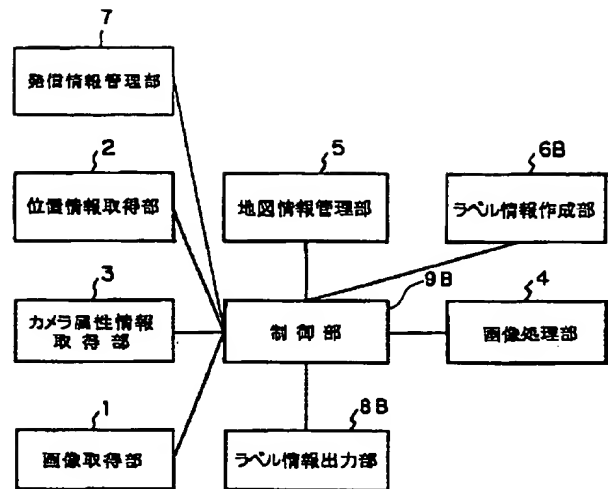 7
発信情報管理部
2
位置情報取得部
5
地図情報管理部
6B
ラベル情報作成部
3
カメラ属性情報
取得部
9B
制御部
4
画像処理部
1
画像取得部
8B
ラベル情報出力部